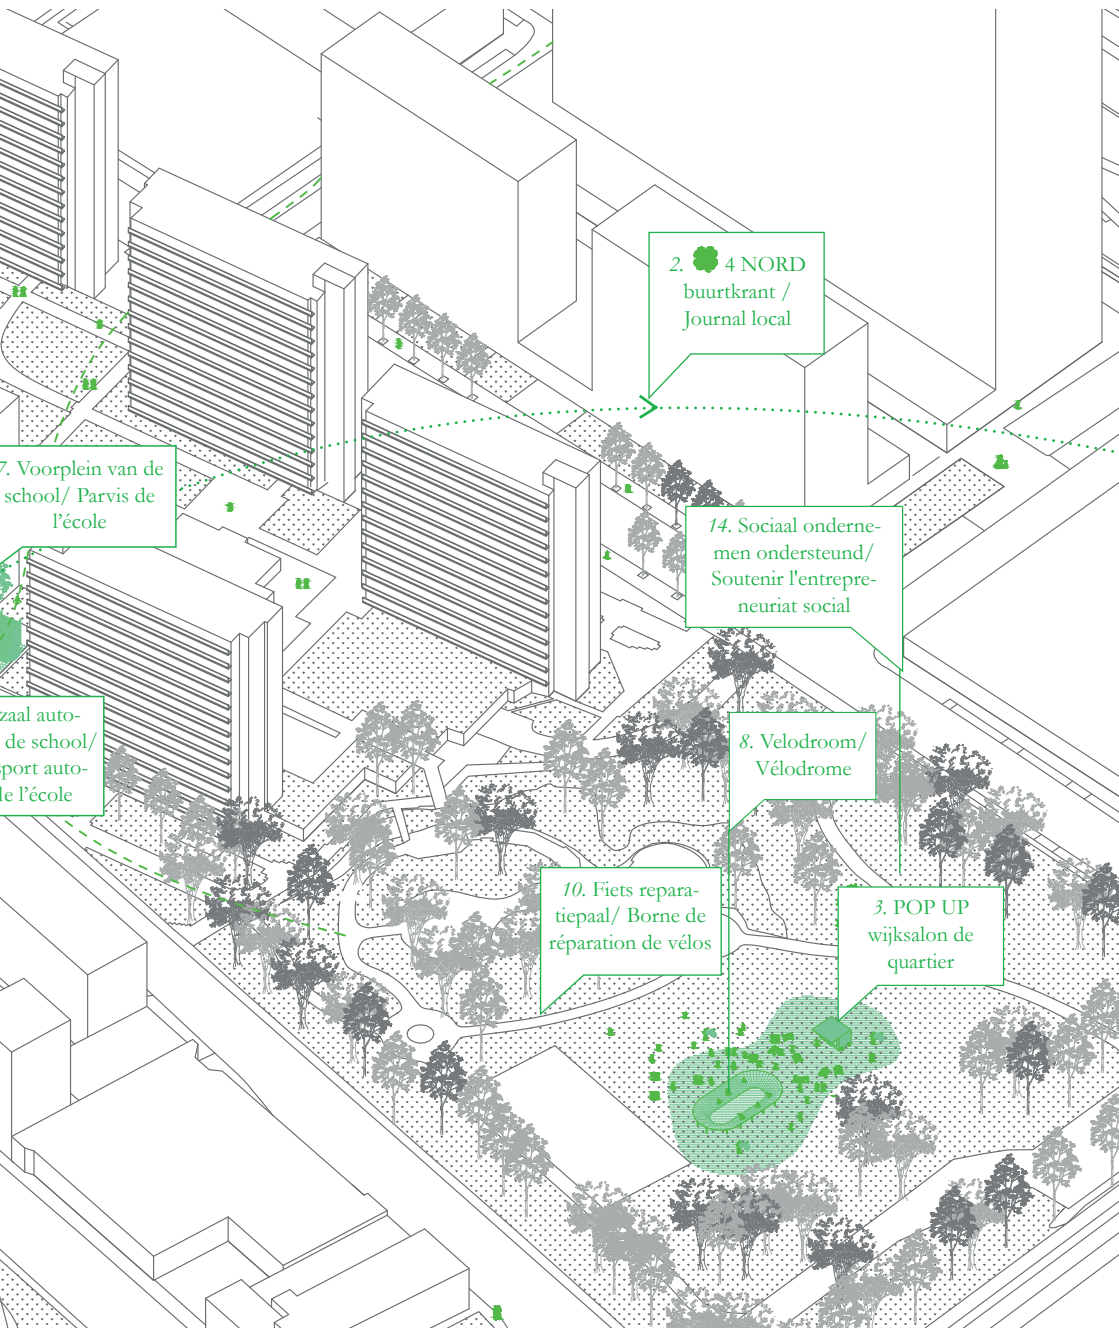 2. 4 NORD
buurtkrant /
Journal local
7. Voorplein van de
school/ Parvis de
l'école
14. Sociaal onderne-
men ondersteund/
Soutenir l'entrepre-
neuriat social
zaal auto-
de school/
sport auto-
de l'école
8. Velodroom/
Vélodrome
10. Fiets repara-
tiepaal/ Borne de
réparation de vélos
3. POP UP
wijksalon de
quartier